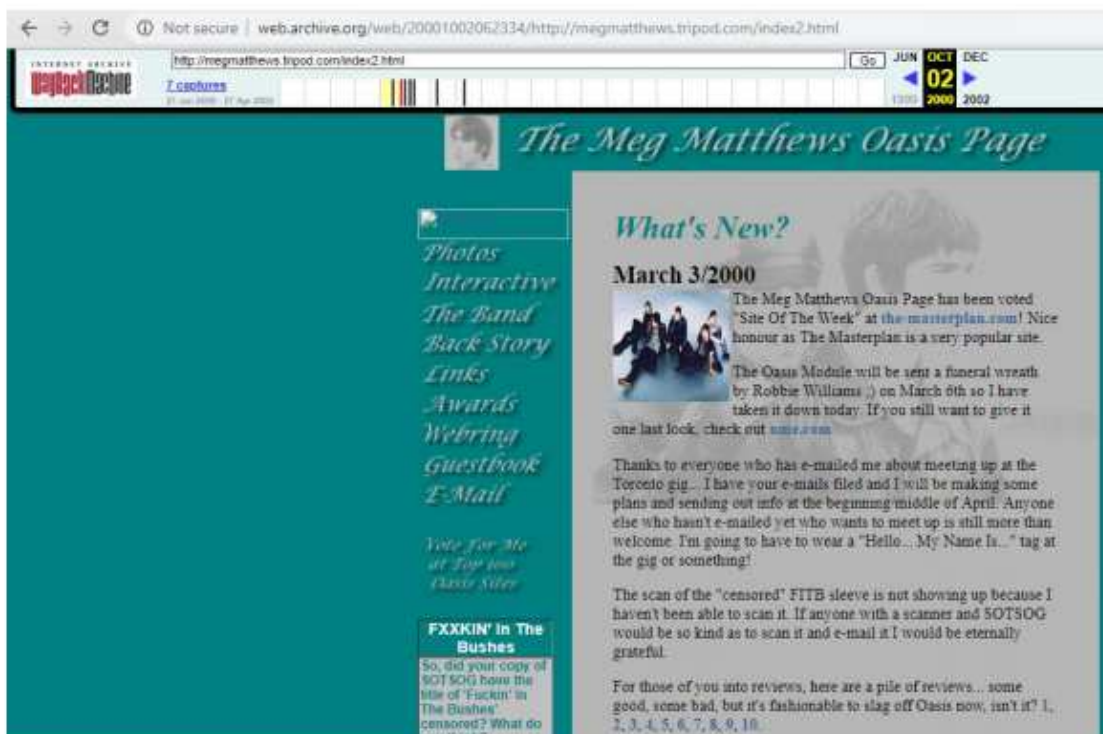 Not secure | web.archive.org/web/20001002062334/http://megmatthews.tripod.com/index2.html
INTERNET ARCHIVE
WayBackMachine
http://megmatthews.tripod.com/index2.html
Go
JUN OCT DEC
7 captures
02
2000 2002
The Meg Matthews Oasis Page
Photos
Interactive
The Band
Back Story
Links
Awards
Webring
Guestbook
E-Mail
Vote For Me
at Top 100
Oasis Sites
FXXKIN' In The
Bushes
So, did your copy of
SOTSOG have the
title of 'Fuckin' In
The Bushes'
censored? What do
What's New?
March 3/2000
The Meg Matthews Oasis Page has been voted
"Site Of The Week" at the-masterplan.com! Nice
honour as The Masterplan is a very popular site.
The Oasis Module will be sent a funeral wreath
by Robbie Williams ;) on March 6th so I have
taken it down today. If you still want to give it
one last look, check out nme.com
Thanks to everyone who has e-mailed me about meeting up at the
Toronto gig... I have your e-mails filed and I will be making some
plans and sending out info at the beginning/middle of April. Anyone
else who hasn't e-mailed yet who wants to meet up is still more than
welcome. I'm going to have to wear a "Hello... My Name Is..." tag at
the gig or something!
The scan of the "censored" FITB sleeve is not showing up because I
haven't been able to scan it. If anyone with a scanner and SOTSOG
would be so kind as to scan it and e-mail it I would be eternally
grateful.
For those of you into reviews, here are a pile of reviews... some
good, some bad, but it's fashionable to slag off Oasis now, isn't it? 1,
2, 3, 4, 5, 6, 7, 8, 9, 10.